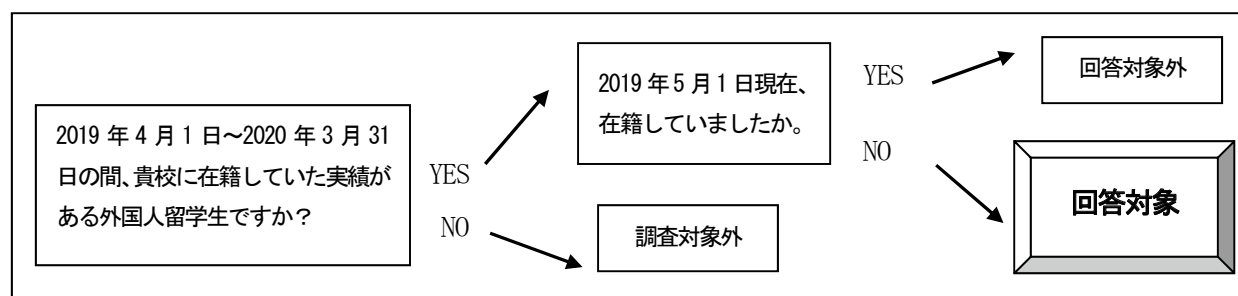 2019 年 4 月 1 日～2020 年 3 月 31
日の間、貴校に在籍していた実績が
ある外国人留学生ですか？
YES
NO
2019 年 5 月 1 日現在、
在籍していましたか。
調査対象外
YES
NO
回答対象外
回答対象